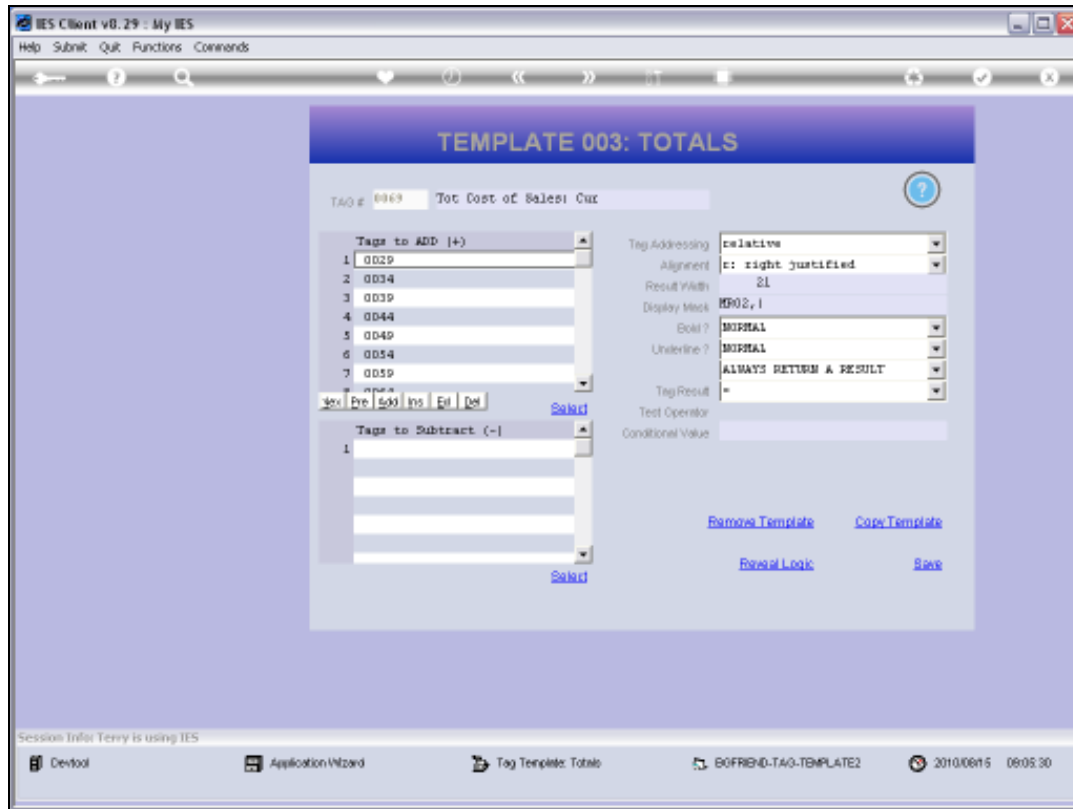 IES Client v8.29 : My IES
Help Submit Quit Functions Commands
TEMPLATE 003: TOTALS
TAG # 0069 Tot Cost of Sales: Cur
Tags to ADD (+)
1 0029
2 0034
3 0039
4 0044
5 0049
6 0054
7 0059
Nex Pre Add Ins Ed Del
Select
Tags to Subtract (-)
1
Select
Tag Addressing relative
Alignment r: right justified
Result Width 21
Display Mask MR02,|
Bold ? NORMAL
Underline ? NORMAL
ALWAYS RETURN A RESULT
Tag Result =
Test Operator
Conditional Value
Remove Template Copy Template
Reveal Logic Save
Session Info: Terry is using IES
Devtool Application Wizard Tag Template: Totals BGFRIEND-TAG-TEMPLATE2 2010/08/15 09:05:30